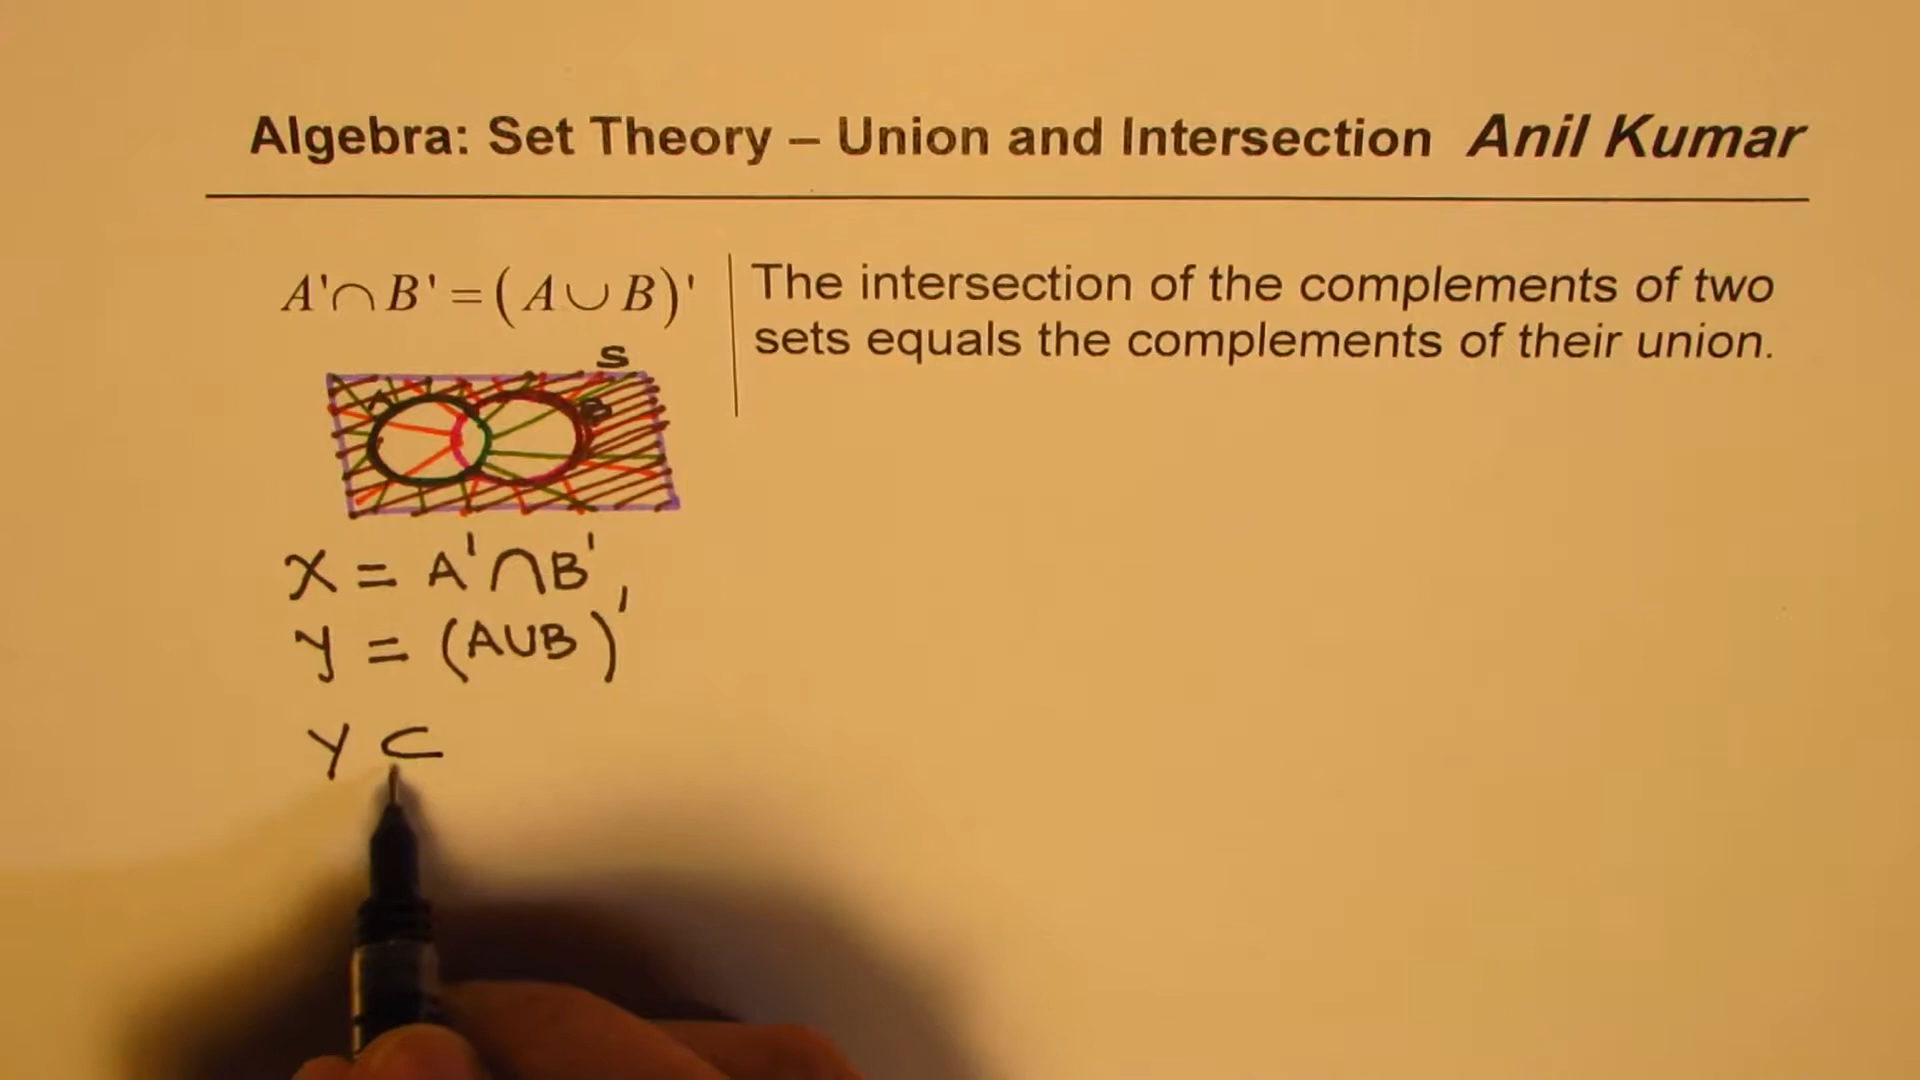 Algebra: Set Theory – Union and Intersection Anil Kumar
A'∩B'=(A∪B)'
The intersection of the complements of two
sets equals the complements of their union.
S
A
B
X = A'∩B',
y = (A∪B)'
Y ⊂